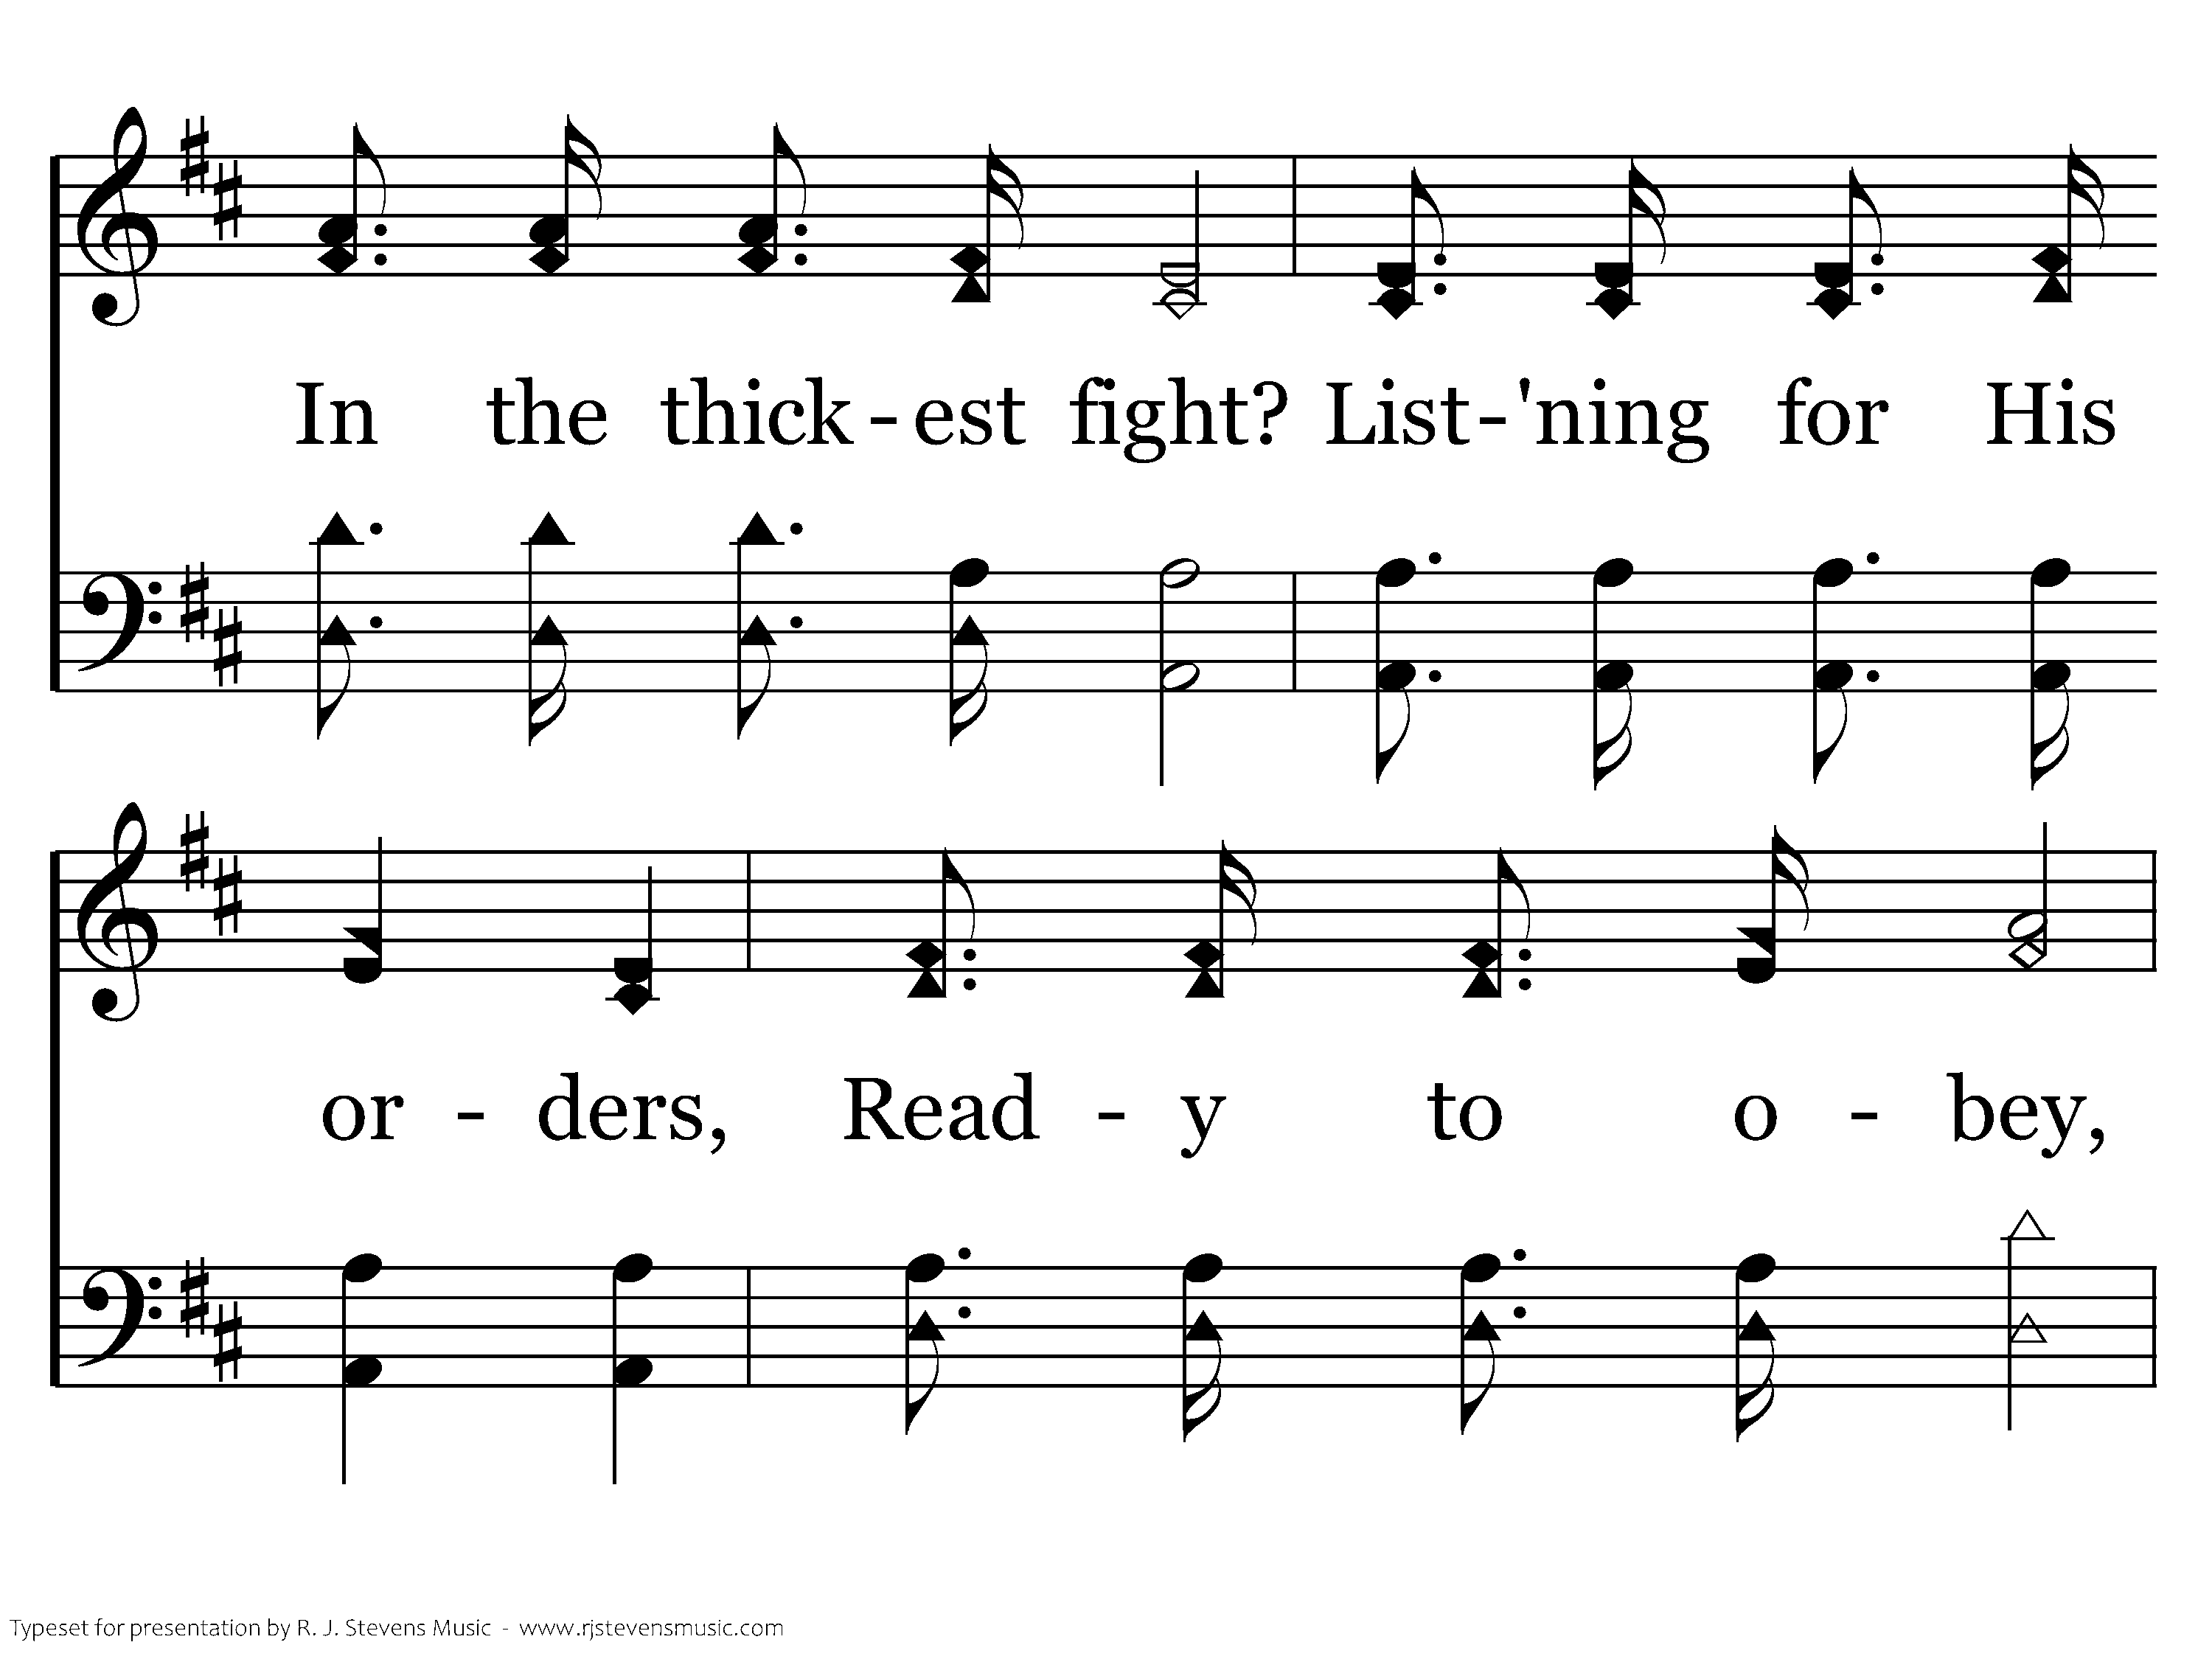 In the thick - est fight? List - 'ning for His
or - ders, Read - y to o - bey,
Typeset for presentation by R. J. Stevens Music - www.rjstevensmusic.com